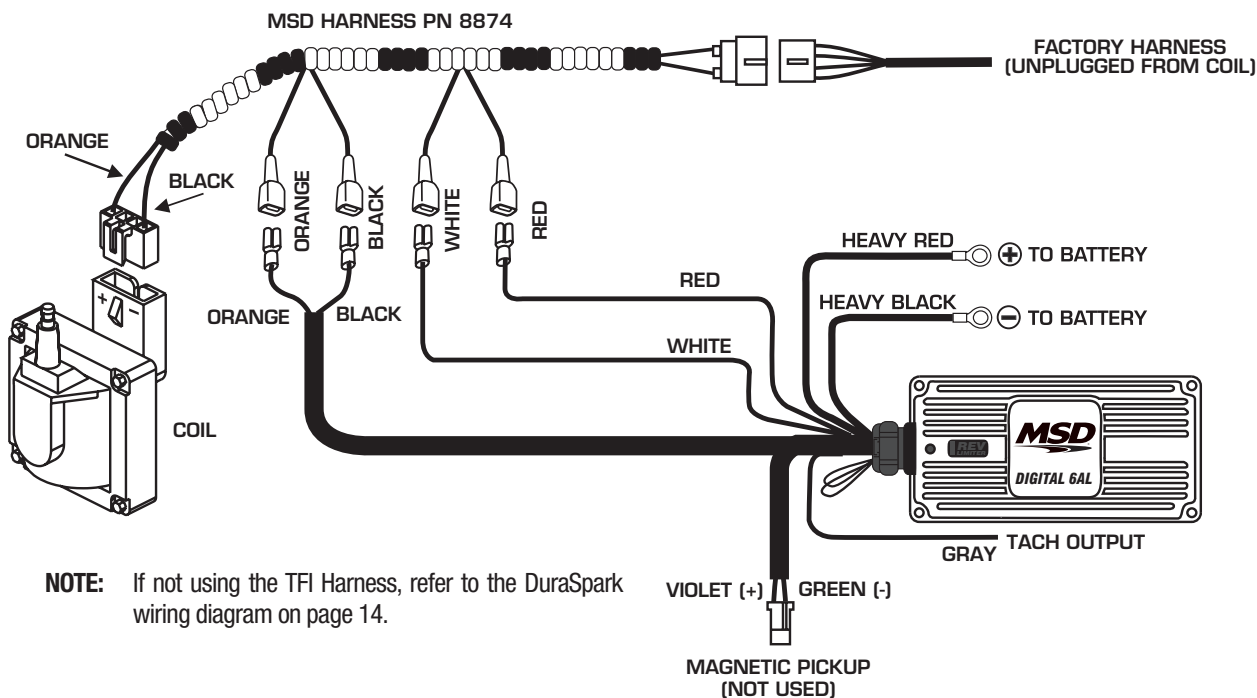 MSD HARNESS PN 8874
FACTORY HARNESS
(UNPLUGGED FROM COIL)
ORANGE
BLACK
ORANGE
BLACK
WHITE
RED
HEAVY RED
+ TO BATTERY
RED
HEAVY BLACK
- TO BATTERY
ORANGE
BLACK
WHITE
+ -
COIL
MSD
REV
LIMITER
DIGITAL 6AL
GRAY
TACH OUTPUT
NOTE: If not using the TFI Harness, refer to the DuraSpark
wiring diagram on page 14.
VIOLET (+)
GREEN (-)
MAGNETIC PICKUP
(NOT USED)